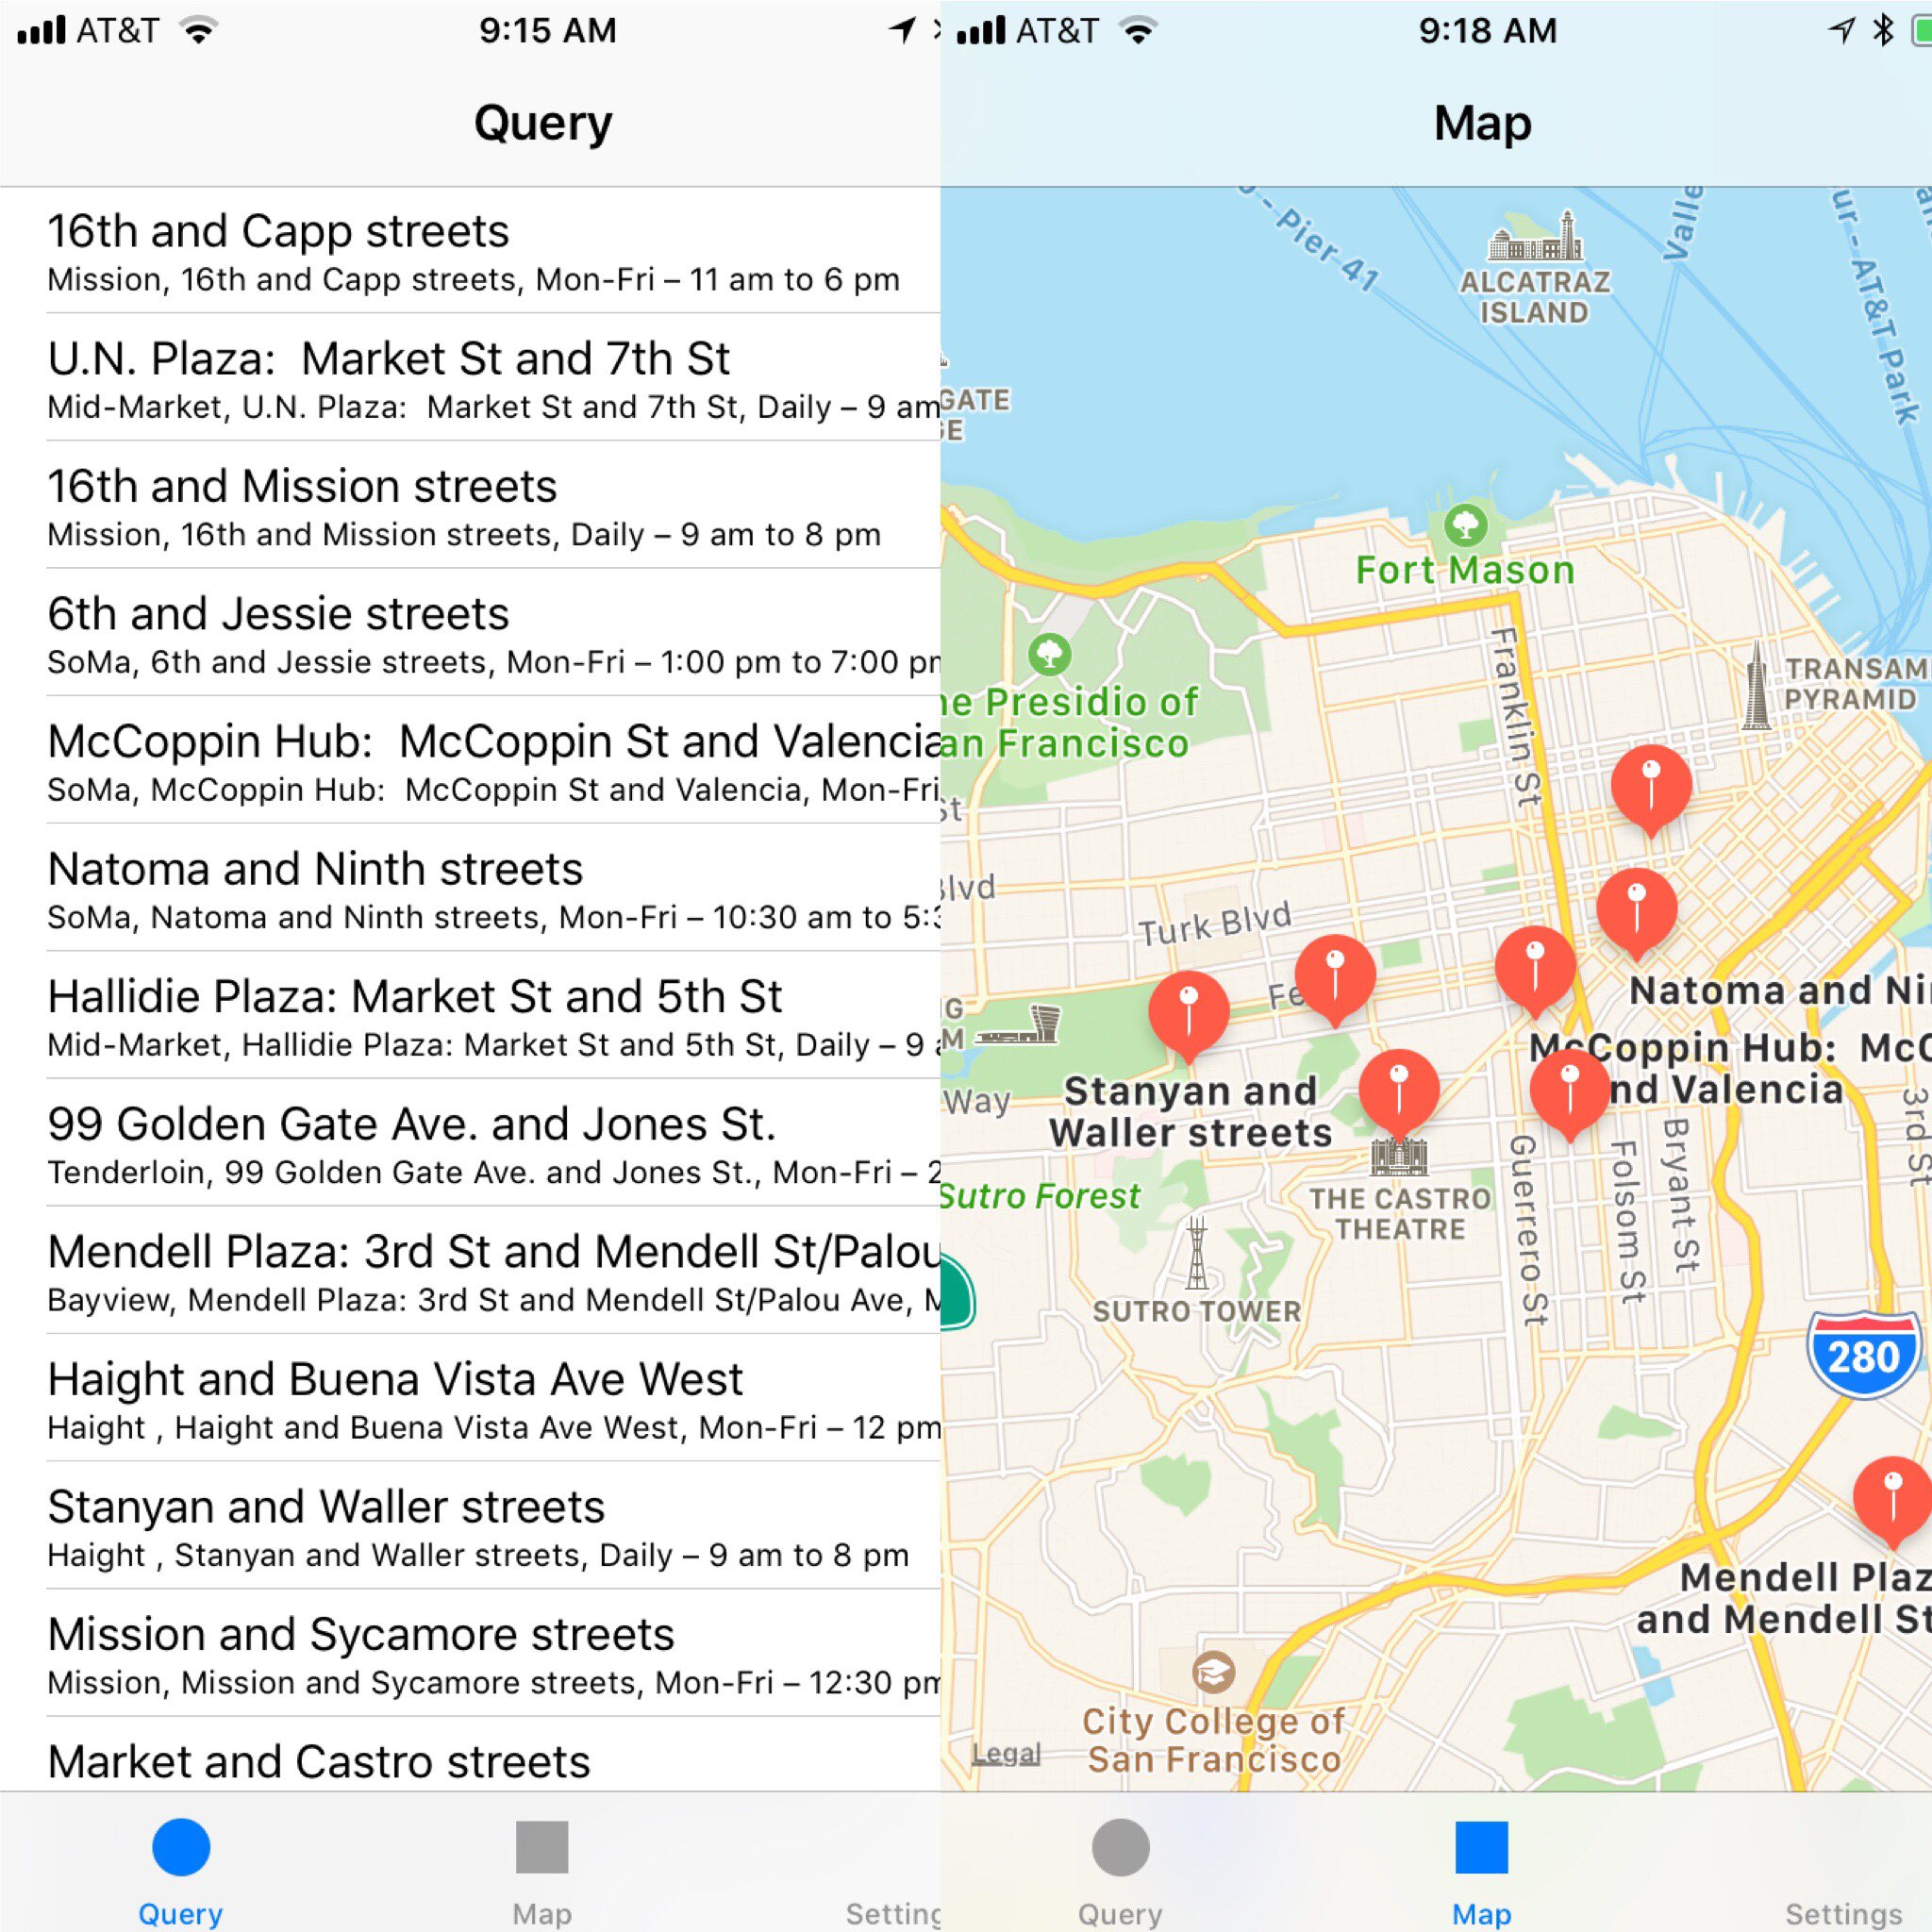 AT&T 9:15 AM
Query
16th and Capp streets
Mission, 16th and Capp streets, Mon-Fri – 11 am to 6 pm
U.N. Plaza:  Market St and 7th St
Mid-Market, U.N. Plaza:  Market St and 7th St, Daily – 9 am
16th and Mission streets
Mission, 16th and Mission streets, Daily – 9 am to 8 pm
6th and Jessie streets
SoMa, 6th and Jessie streets, Mon-Fri – 1:00 pm to 7:00 pm
McCoppin Hub:  McCoppin St and Valencia
SoMa, McCoppin Hub:  McCoppin St and Valencia, Mon-Fri
Natoma and Ninth streets
SoMa, Natoma and Ninth streets, Mon-Fri – 10:30 am to 5:3
Hallidie Plaza: Market St and 5th St
Mid-Market, Hallidie Plaza: Market St and 5th St, Daily – 9
99 Golden Gate Ave. and Jones St.
Tenderloin, 99 Golden Gate Ave. and Jones St., Mon-Fri – 2
Mendell Plaza: 3rd St and Mendell St/Palou
Bayview, Mendell Plaza: 3rd St and Mendell St/Palou Ave, M
Haight and Buena Vista Ave West
Haight , Haight and Buena Vista Ave West, Mon-Fri – 12 pm
Stanyan and Waller streets
Haight , Stanyan and Waller streets, Daily – 9 am to 8 pm
Mission and Sycamore streets
Mission, Mission and Sycamore streets, Mon-Fri – 12:30 pm
Market and Castro streets
Query Map Setting
AT&T 9:18 AM
Map
- Pier 41
Valle
ur - AT&T Park
ALCATRAZ
ISLAND
GATE
GE
Fort Mason
Franklin St
TRANSAM
PYRAMID
he Presidio of
an Francisco
St
Blvd
Turk Blvd
Fe
G
M
Natoma and Ni
McCoppin Hub:  McC
nd Valencia
Way
Stanyan and
Waller streets
3rd St
Bryant St
Folsom St
Guerrero St
Sutro Forest
THE CASTRO
THEATRE
SUTRO TOWER
280
Mendell Plaz
and Mendell St
City College of
San Francisco
Legal
Query Map Settings